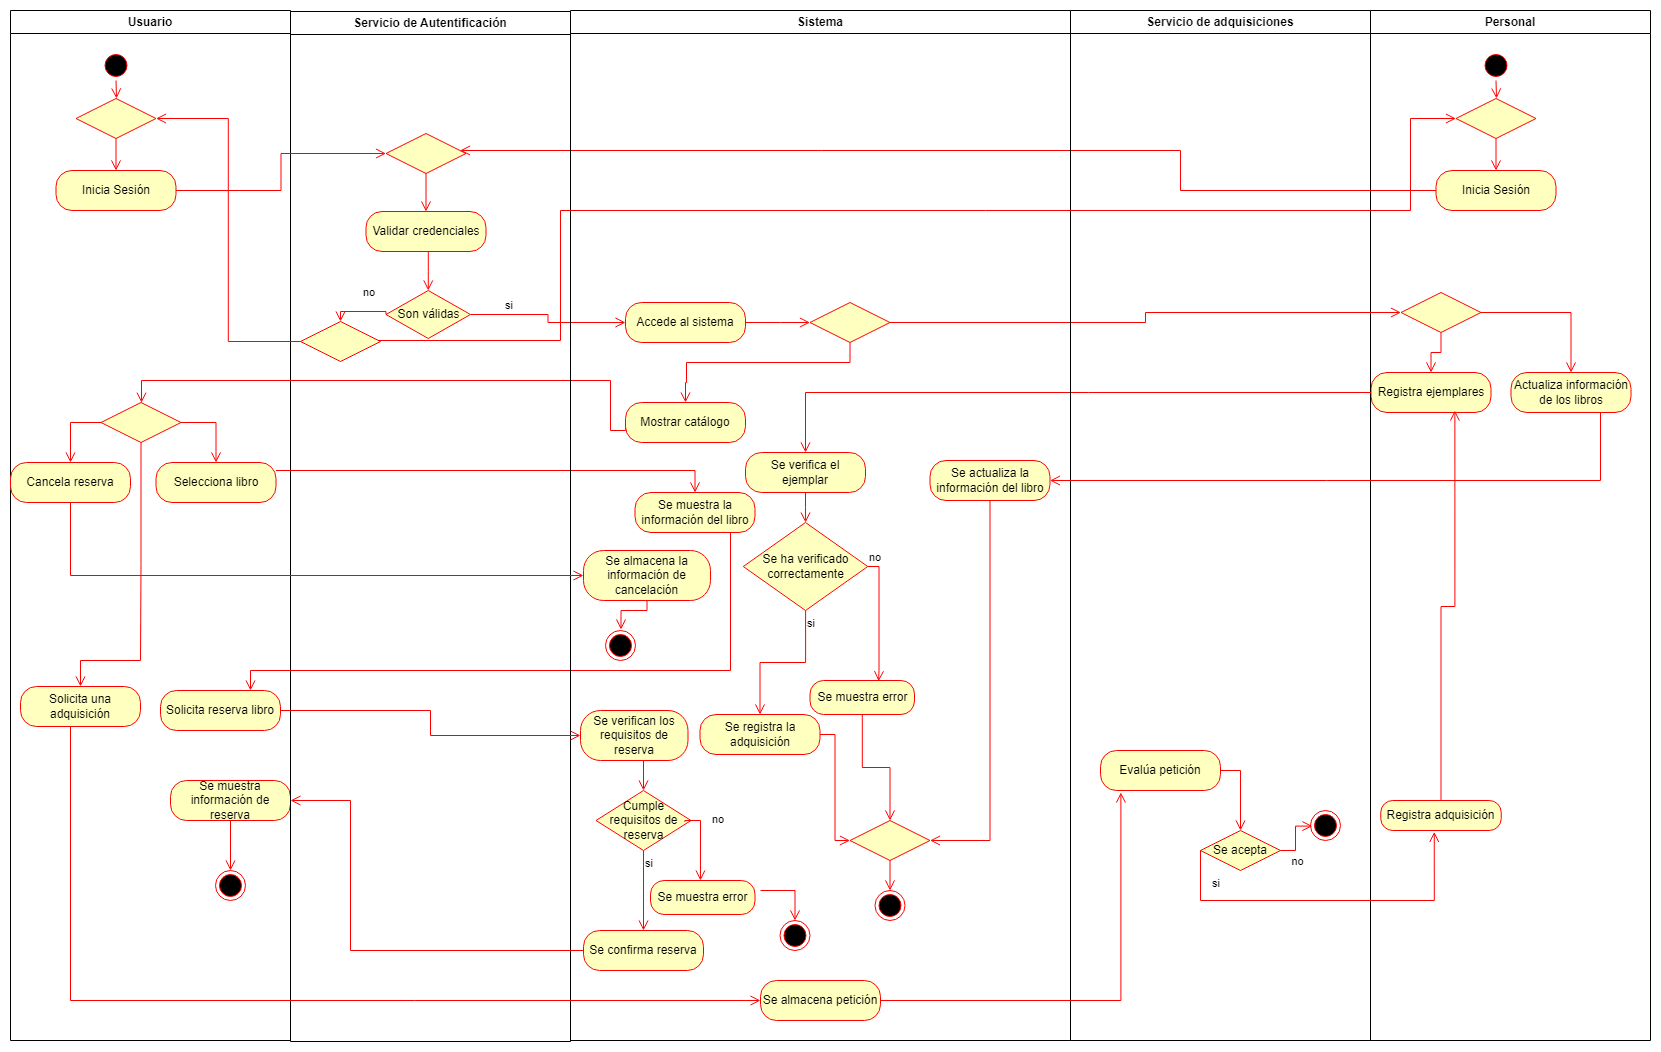 Usuario
Servicio de Autentificación
Sistema
Servicio de adquisiciones
Personal
Inicia Sesión
Inicia Sesión
Validar credenciales
no
Son válidas
si
Accede al sistema
Registra ejemplares
Actualiza información
de los libros
Mostrar catálogo
Cancela reserva
Selecciona libro
Se verifica el
ejemplar
Se actualiza la
información del libro
Se muestra la
información del libro
Se ha verificado
correctamente
no
si
Se almacena la
información de
cancelación
Solicita una
adquisición
Solicita reserva libro
Se muestra error
Se verifican los
requisitos de
reserva
Se registra la
adquisición
Evalúa petición
Se muestra
información de
reserva
Cumple
requisitos de
reserva
no
si
Registra adquisición
Se acepta
no
si
Se muestra error
Se confirma reserva
Se almacena petición